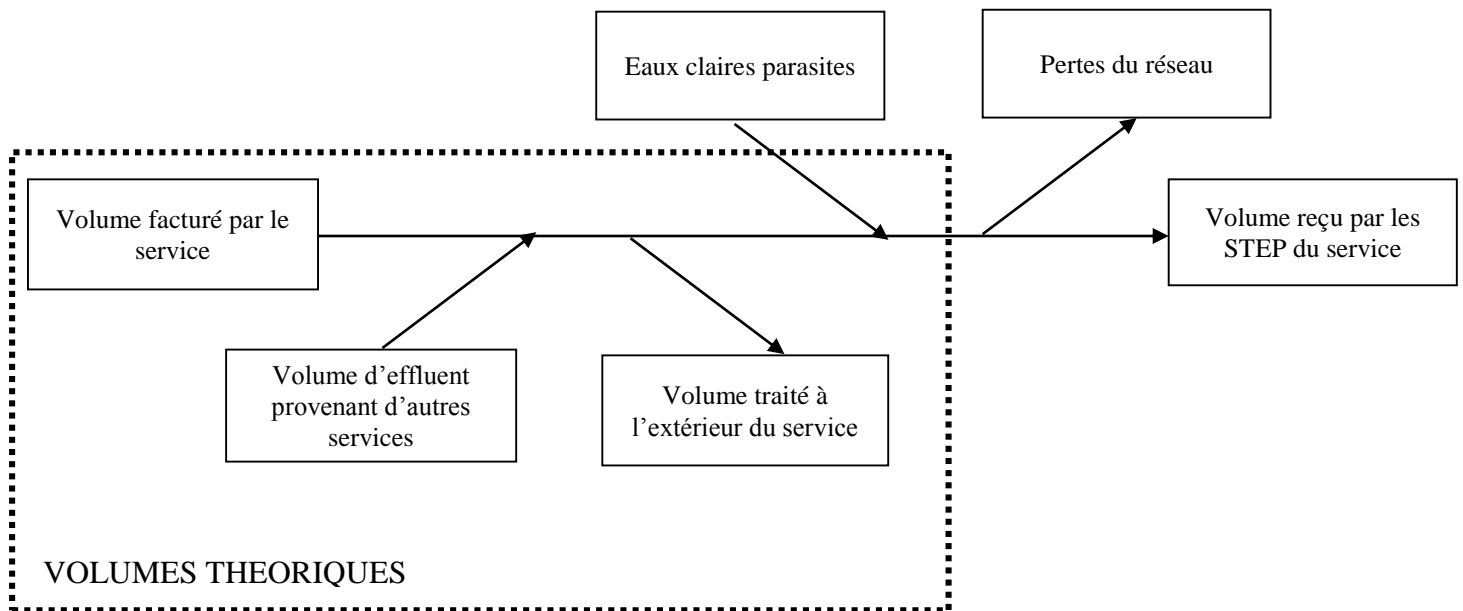 Eaux claires parasites
Pertes du réseau
Volume facturé par le
service
Volume reçu par les
STEP du service
Volume d’effluent
provenant d’autres
services
Volume traité à
l’extérieur du service
VOLUMES THEORIQUES